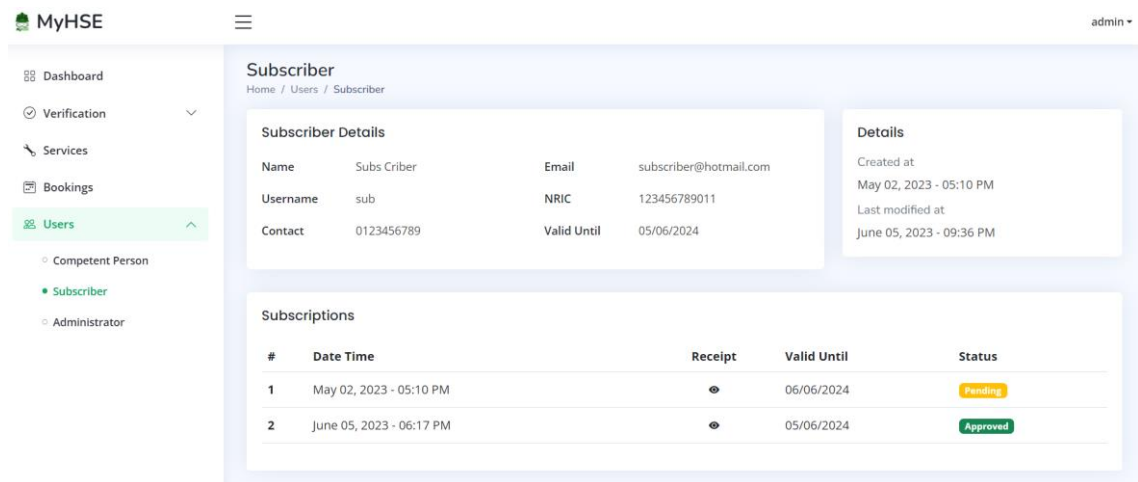 MyHSE
admin
Dashboard
Verification
Services
Bookings
Users
Competent Person
Subscriber
Administrator
Subscriber
Home / Users / Subscriber
Subscriber Details
Name Subs Criber Email subscriber@hotmail.com
Username sub NRIC 123456789011
Contact 0123456789 Valid Until 05/06/2024
Details
Created at
May 02, 2023 - 05:10 PM
Last modified at
June 05, 2023 - 09:36 PM
Subscriptions
# Date Time Receipt Valid Until Status
1 May 02, 2023 - 05:10 PM 06/06/2024 Pending
2 June 05, 2023 - 06:17 PM 05/06/2024 Approved